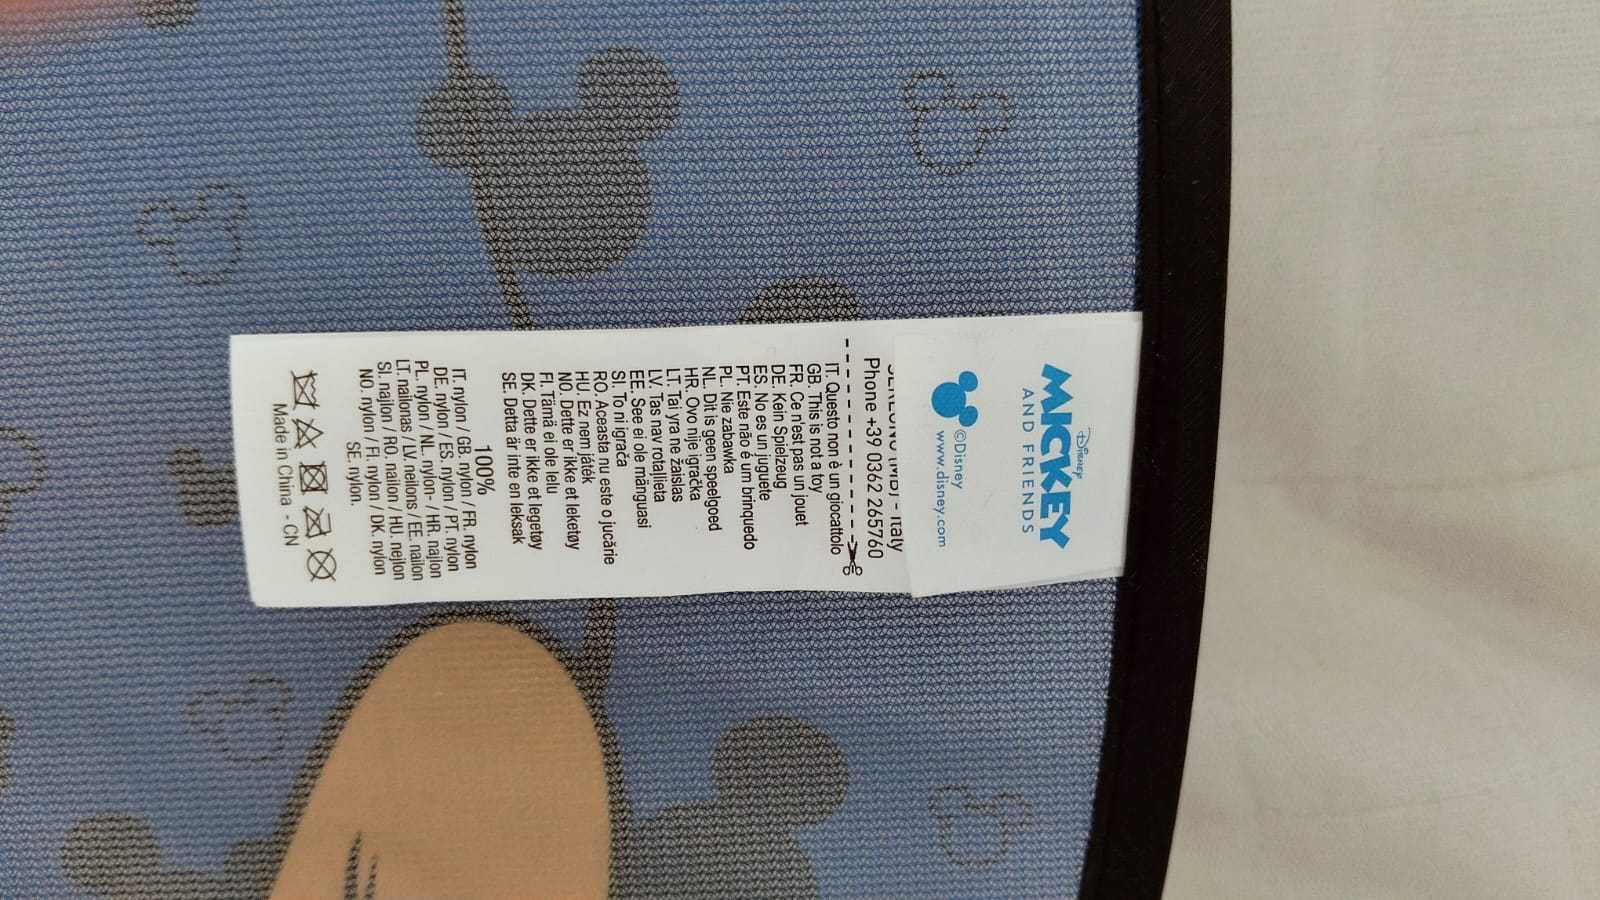 Disney
MICKEY
AND FRIENDS
©Disney
www.disney.com
- Italy
Phone +39 0362 265760
IT. Questo non è un giocattolo
GB. This is not a toy
FR. Ce n'est pas un jouet
DE. Kein Spielzeug
ES. No es un juguete
PT. Este não é um brinquedo
PL. Nie zabawka
NL. Dit is geen speelgoed
HR. Ovo nije igračka
LT. Tai yra ne žaislas
LV. Tas nav rotaļlieta
EE. See ei ole mänguasi
SI. To ni igrača
RO. Aceasta nu este o jucărie
HU. Ez nem játék
NO. Dette er ikke et leketøy
FI. Tämä ei ole lelu
DK. Dette er ikke et legetøy
SE. Detta är inte en leksak
100%
IT. nylon / GB. nylon / FR. nylon
DE. nylon / ES. nylon / PT. nylon
PL. nylon / NL. nylon- / HR. najlon
LT. nailonas / LV neilons / EE. nailon
SI. najlon / RO. nailon / HU. nejlon
NO. nylon / FI. nylon / DK. nylon
SE. nylon.
Made in China - CN